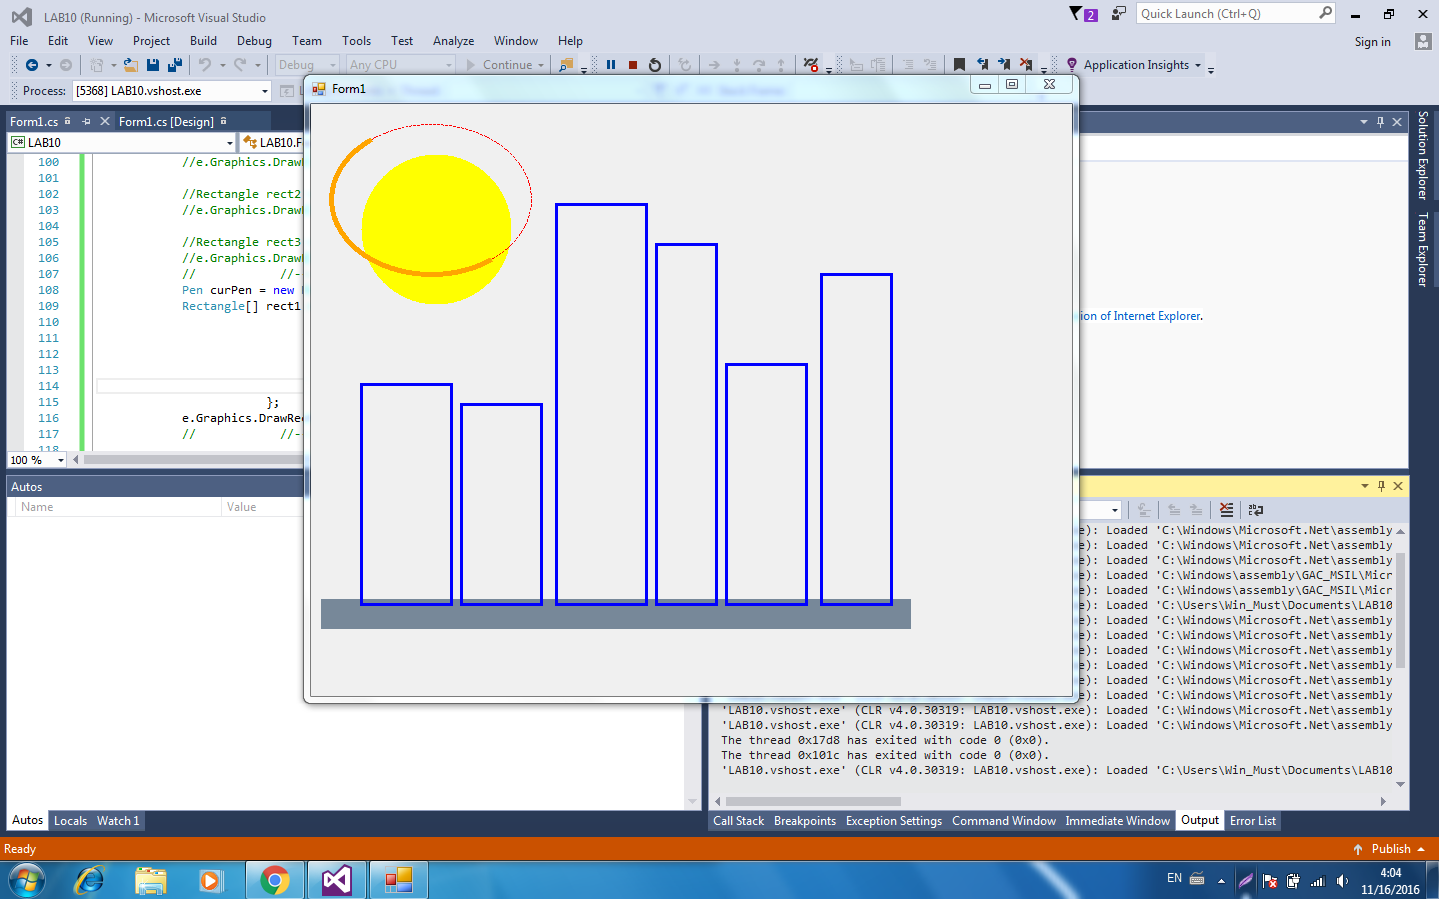 LAB10 (Running) - Microsoft Visual Studio
2
Quick Launch (Ctrl+Q)
File Edit View Project Build Debug Team Tools Test Analyze Window Help
Sign in
Debug Any CPU Continue Application Insights
Process: [5368] LAB10.vshost.exe
Form1
Form1.cs Form1.cs [Design]
C# LAB10 LAB10.F
100 //e.Graphics.Draw
101
102 //Rectangle rect2
103 //e.Graphics.Draw
104
105 //Rectangle rect3
106 //e.Graphics.Draw
107 // //-
108 Pen curPen = new
109 Rectangle[] rect1
110
111
112
113
114
115 };
116 e.Graphics.DrawRec
117 // //-
118
100 %
ion of Internet Explorer.
Solution Explorer
Team Explorer
Autos
Name Value
e): Loaded 'C:\Windows\Microsoft.Net\assembly
e): Loaded 'C:\Windows\Microsoft.Net\assembly
e): Loaded 'C:\Windows\Microsoft.Net\assembly
e): Loaded 'C:\Windows\assembly\GAC_MSIL\Micr
e): Loaded 'C:\Windows\assembly\GAC_MSIL\Micr
e): Loaded 'C:\Users\Win_Must\Documents\LAB10
e): Loaded 'C:\Windows\Microsoft.Net\assembly
e): Loaded 'C:\Windows\Microsoft.Net\assembly
e): Loaded 'C:\Windows\Microsoft.Net\assembly
e): Loaded 'C:\Windows\Microsoft.Net\assembly
e): Loaded 'C:\Windows\Microsoft.Net\assembly
e): Loaded 'C:\Windows\Microsoft.Net\assembly
'LAB10.vshost.exe' (CLR v4.0.30319: LAB10.vshost.exe): Loaded 'C:\Windows\Microsoft.Net\assembly
'LAB10.vshost.exe' (CLR v4.0.30319: LAB10.vshost.exe): Loaded 'C:\Windows\Microsoft.Net\assembly
The thread 0x17d8 has exited with code 0 (0x0).
The thread 0x101c has exited with code 0 (0x0).
'LAB10.vshost.exe' (CLR v4.0.30319: LAB10.vshost.exe): Loaded 'C:\Users\Win_Must\Documents\LAB10
Autos Locals Watch 1
Call Stack Breakpoints Exception Settings Command Window Immediate Window Output Error List
Ready
Publish
EN
4:04
11/16/2016